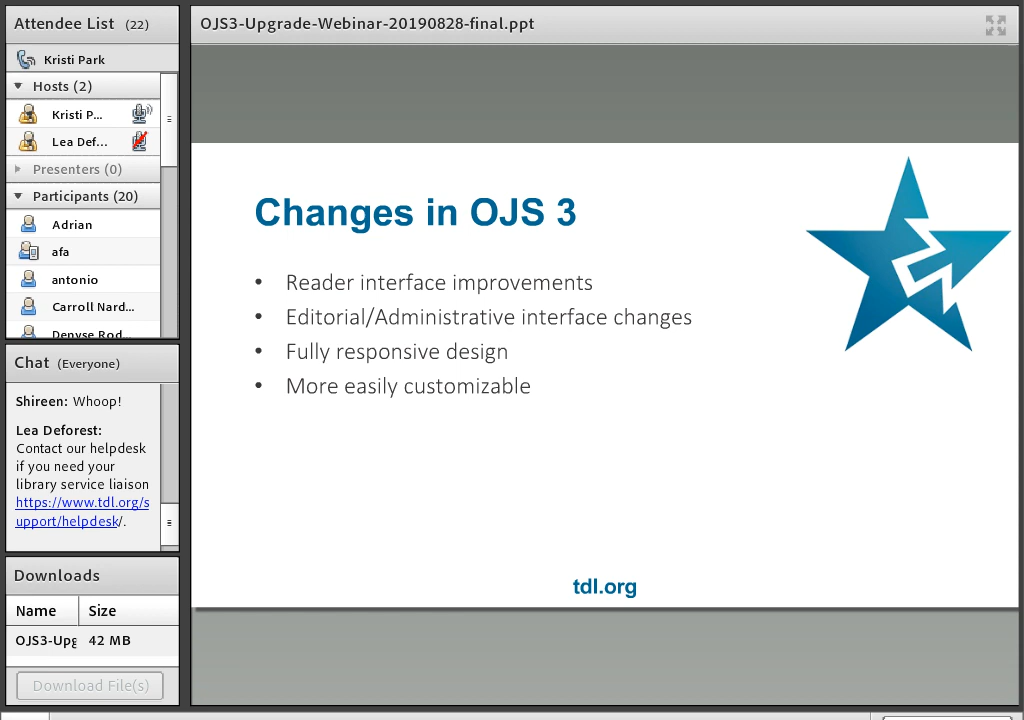 Attendee List (22)
Kristi Park
Hosts (2)
Kristi P...
Lea Def...
Presenters (0)
Participants (20)
Adrian
afa
antonio
Carroll Nard...
Denyse Rod...
Chat (Everyone)
Shireen: Whoop!
Lea Deforest:
Contact our helpdesk
if you need your
library service liaison
https://www.tdl.org/s
upport/helpdesk/.
Downloads
Name Size
OJS3-Upg 42 MB
Download File(s)
OJS3-Upgrade-Webinar-20190828-final.ppt
Changes in OJS 3
• Reader interface improvements
• Editorial/Administrative interface changes
• Fully responsive design
• More easily customizable
tdl.org